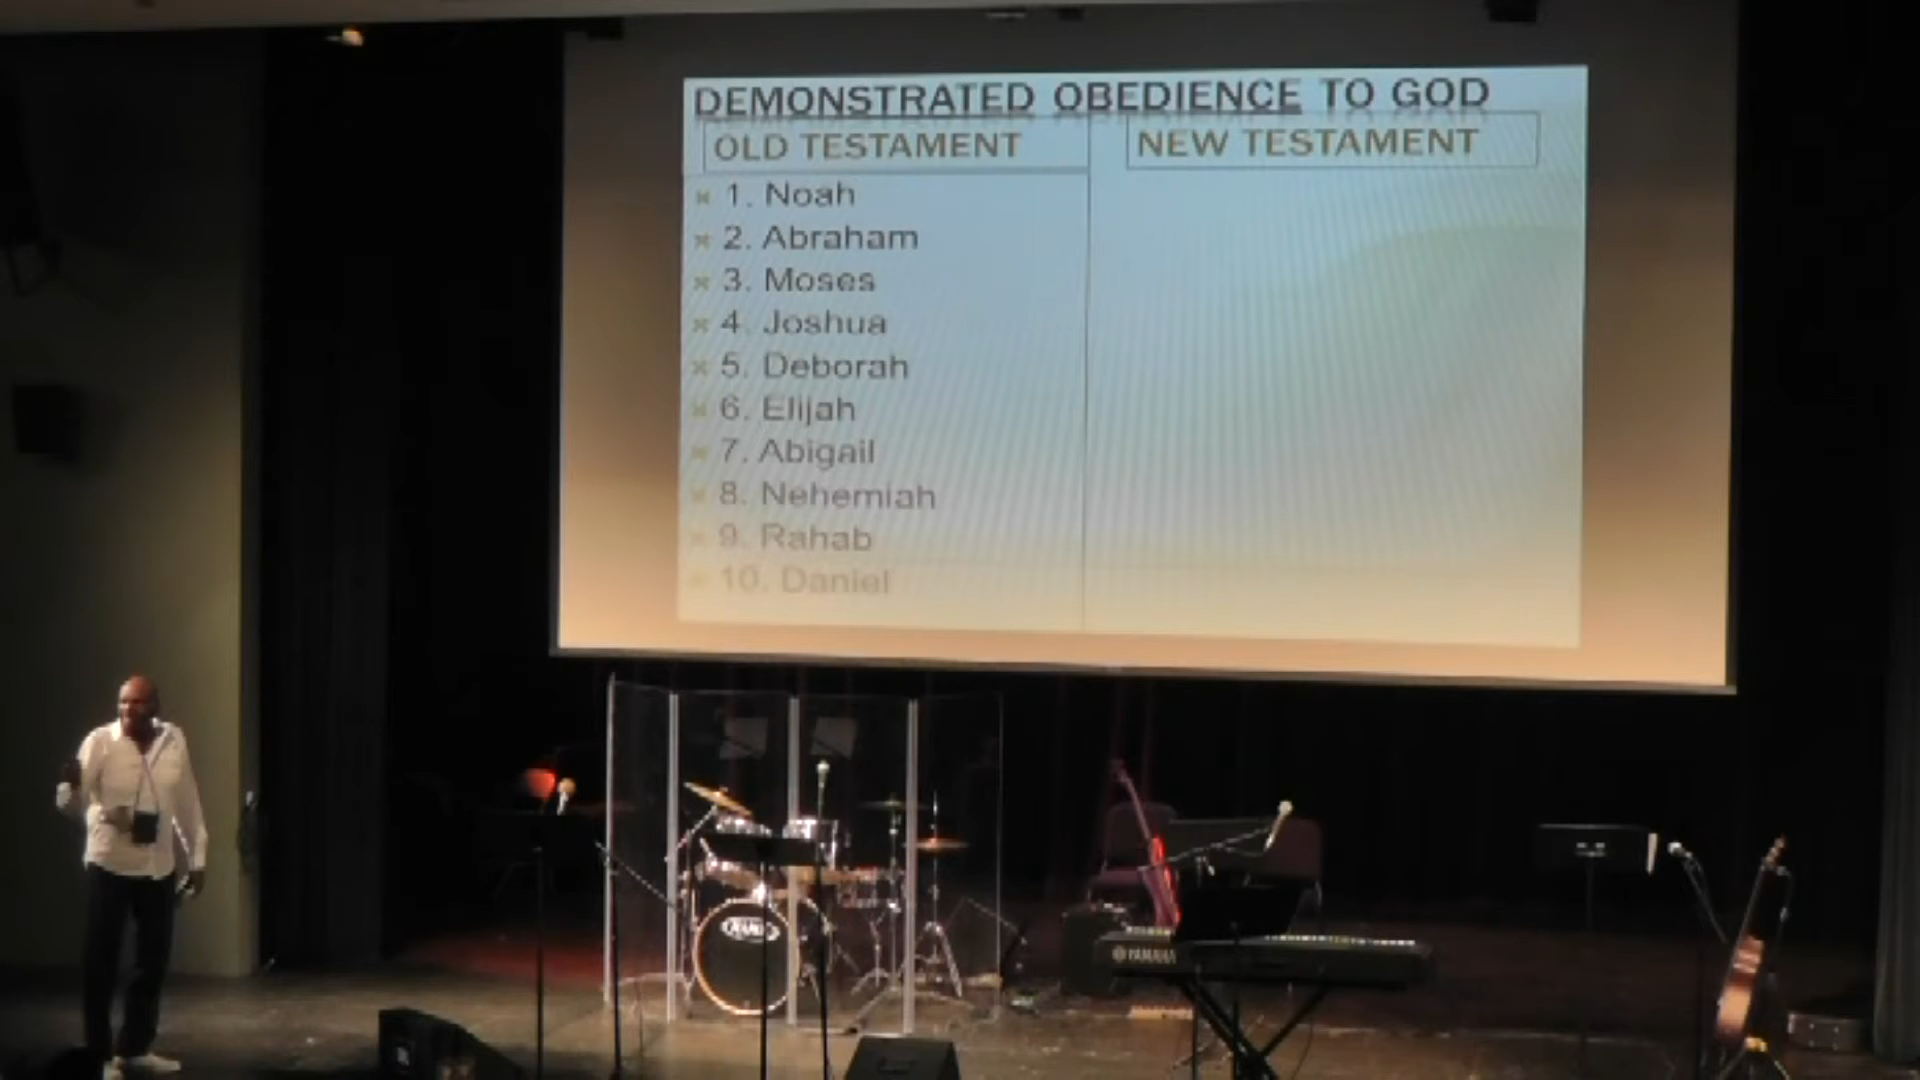 DEMONSTRATED OBEDIENCE TO GOD
OLD TESTAMENT
1. Noah
2. Abraham
3. Moses
4. Joshua
5. Deborah
6. Elijah
7. Abigail
8. Nehemiah
9. Rahab
10. Daniel
NEW TESTAMENT
YAMAHA